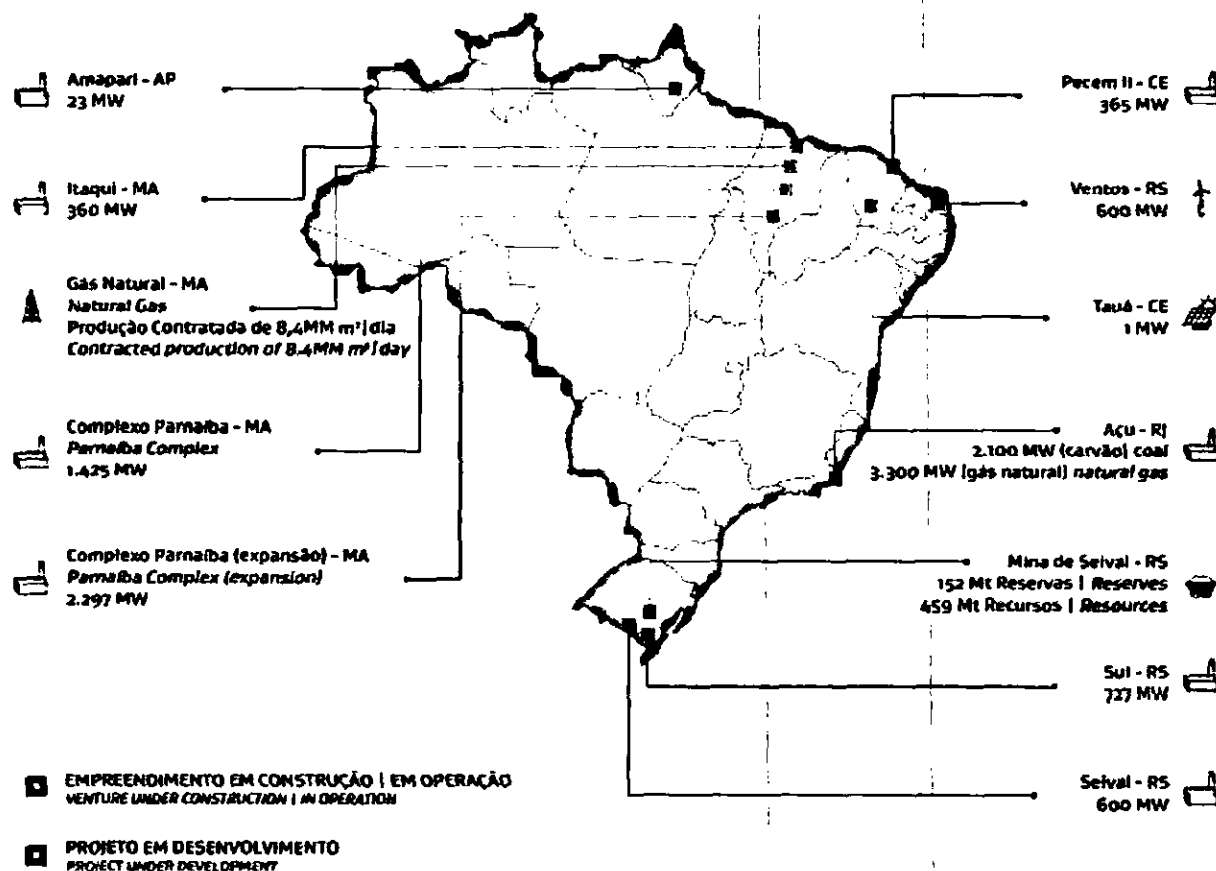 Amapari - AP
23 MW
Itaqui - MA
360 MW
Gás Natural - MA
Natural Gas
Produção Contratada de 8,4MM m³|dia
Contracted production of 8.4MM m³|day
Complexo Parnaíba - MA
Parnaíba Complex
1.425 MW
Complexo Parnaíba (expansão) - MA
Parnaíba Complex (expansion)
2.297 MW
Pecem II - CE
365 MW
Ventos - RS
600 MW
Tauá - CE
1 MW
Açu - RJ
2.100 MW (carvão) coal
3.300 MW (gás natural) natural gas
Mina de Seival - RS
152 Mt Reservas | Reserves
459 Mt Recursos | Resources
Sul - RS
727 MW
Seival - RS
600 MW
EMPREENDIMENTO EM CONSTRUÇÃO | EM OPERAÇÃO
VENTURE UNDER CONSTRUCTION | IN OPERATION
PROJETO EM DESENVOLVIMENTO
PROJECT UNDER DEVELOPMENT